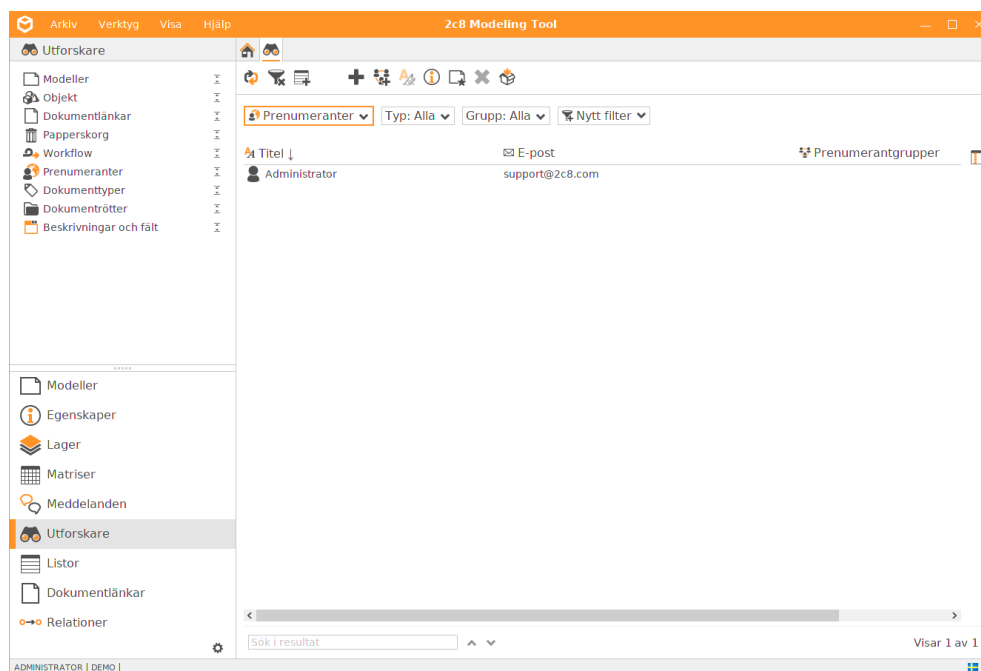 Arkiv Verktyg Visa Hjälp 2c8 Modeling Tool
Utforskare
Modeller
Objekt
Dokumentlänkar
Papperskorg
Workflow
Prenumeranter
Dokumenttyper
Dokumentrötter
Beskrivningar och fält
Modeller
Egenskaper
Lager
Matriser
Meddelanden
Utforskare
Listor
Dokumentlänkar
Relationer
Prenumeranter Typ: Alla Grupp: Alla Nytt filter
Titel ↓ E-post Prenumerantgrupper
Administrator support@2c8.com
Sök i resultat Visar 1 av 1
ADMINISTRATOR | DEMO |